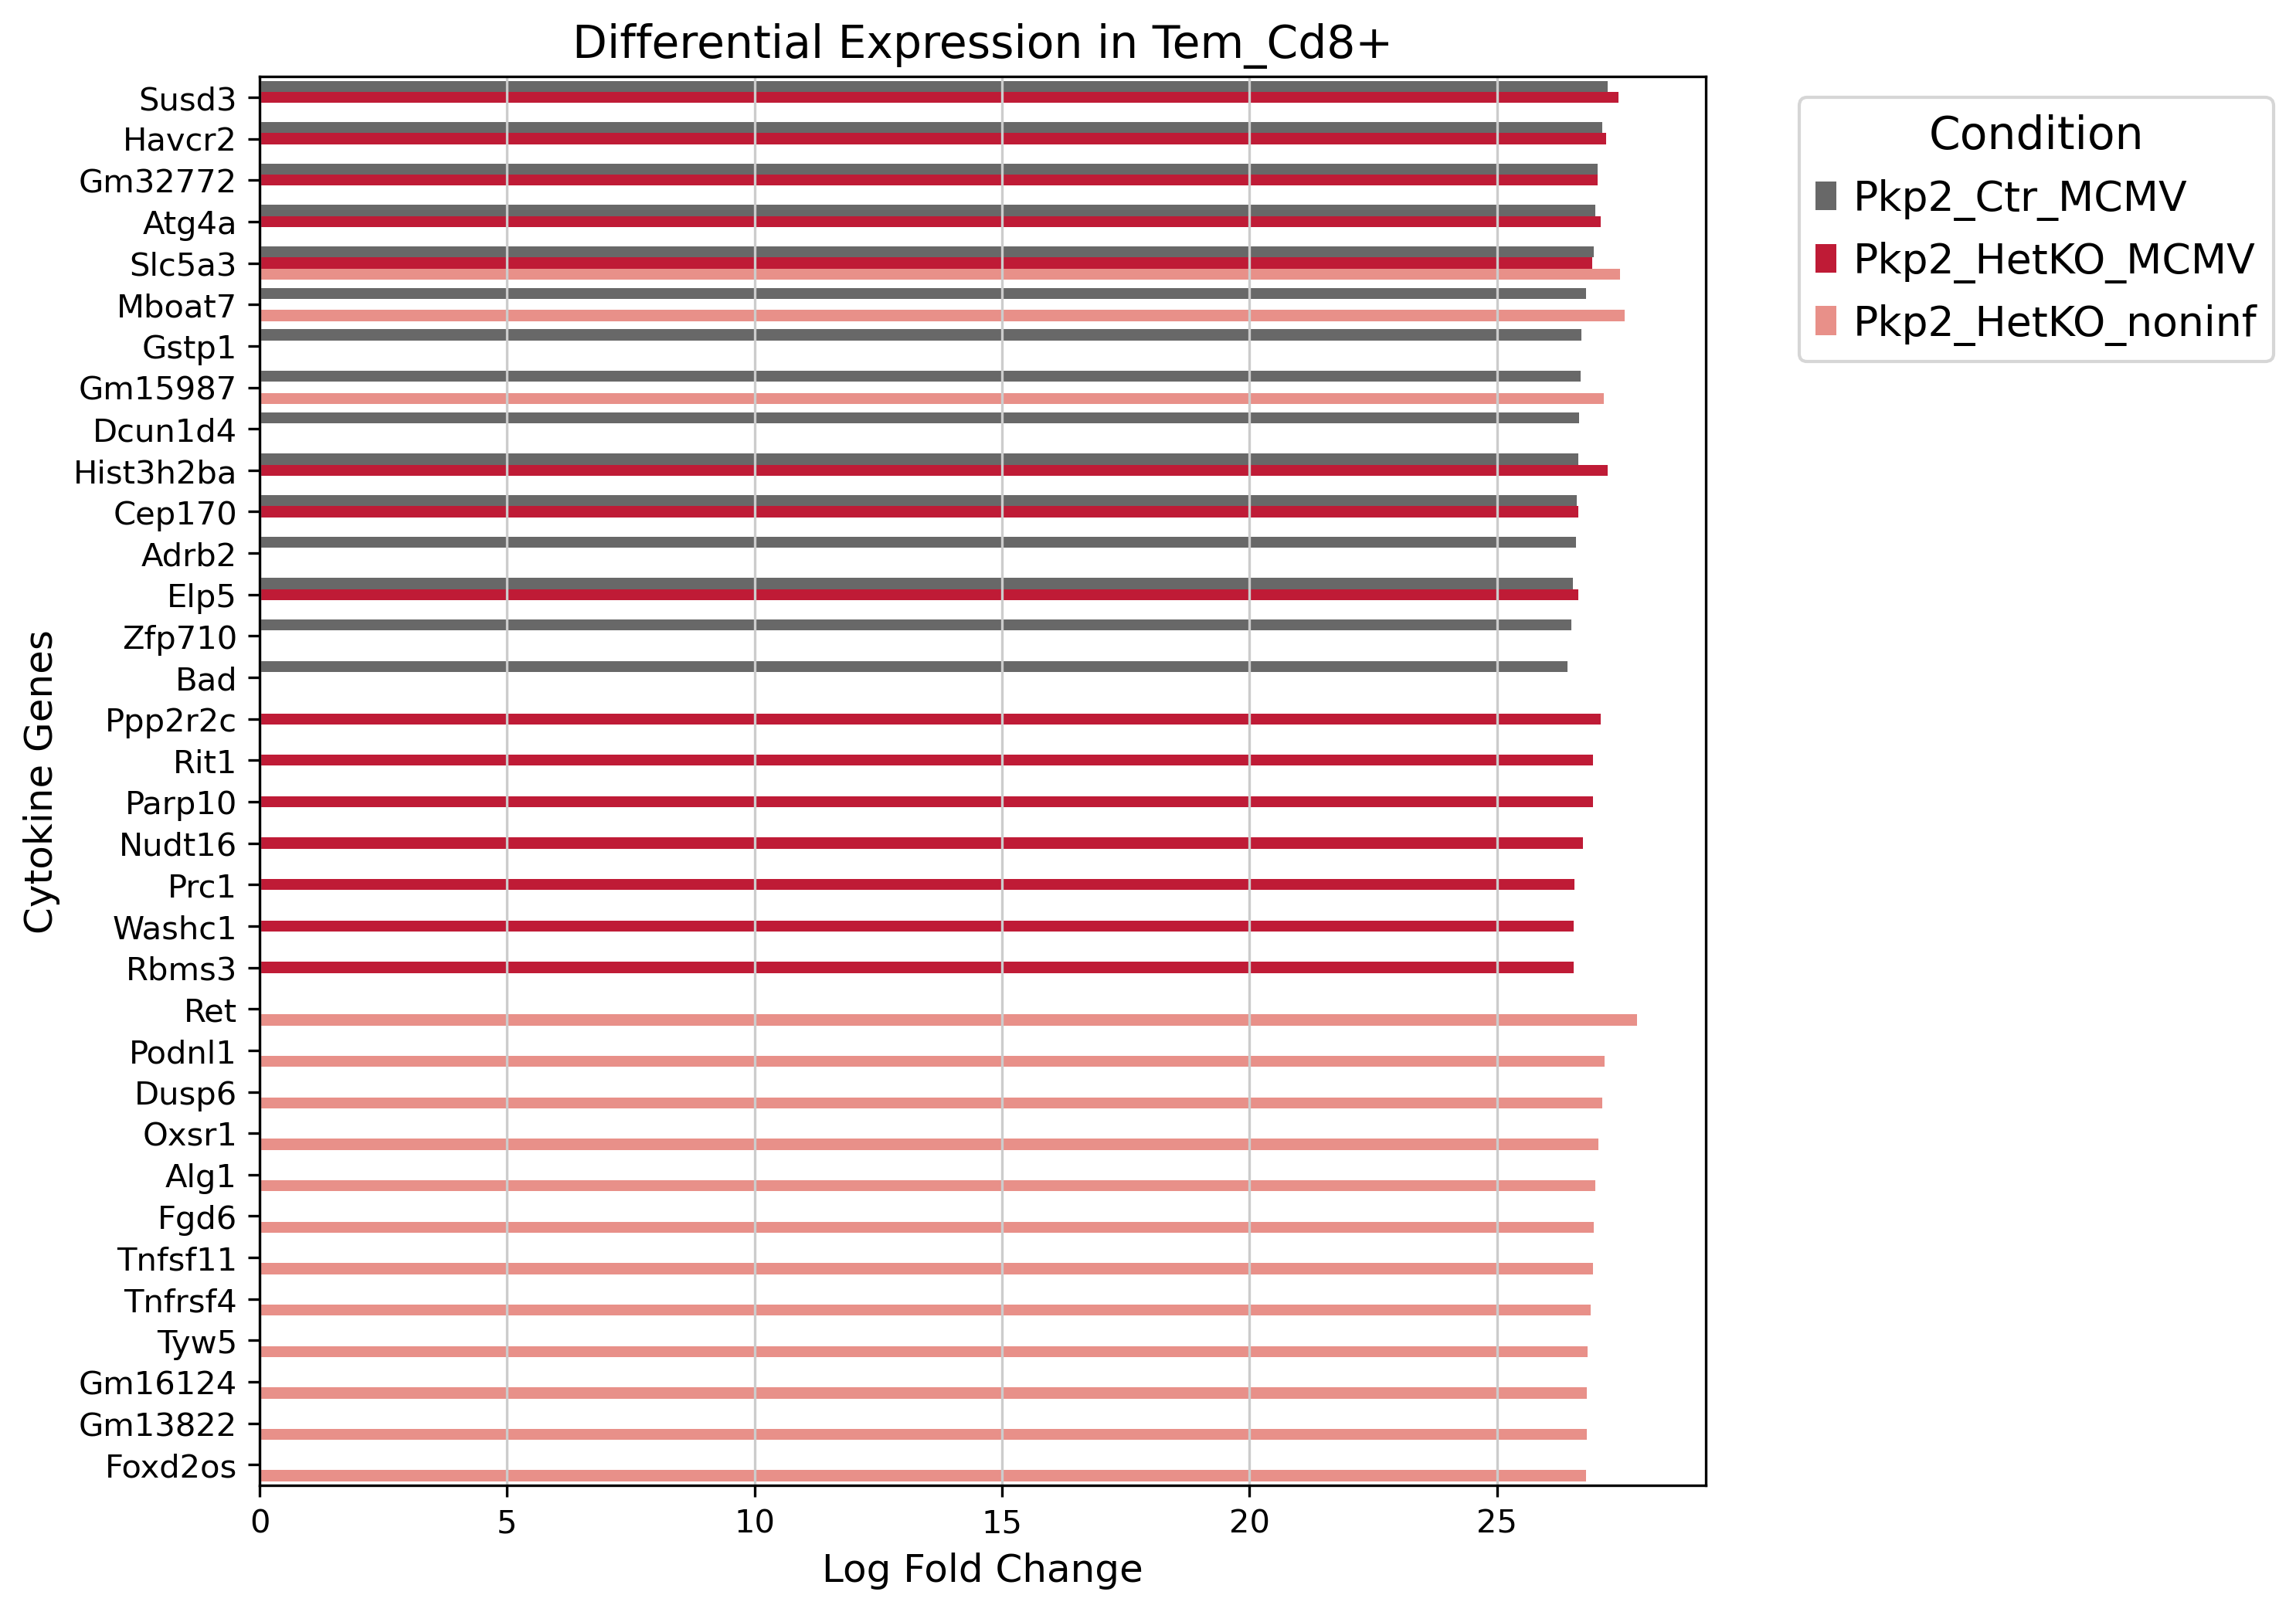 Differential Expression in Tem_Cd8+
Susd3
Havcr2
Gm32772
Atg4a
Slc5a3
Mboat7
Gstp1
Gm15987
Dcun1d4
Hist3h2ba
Cep170
Adrb2
Elp5
Zfp710
Bad
Ppp2r2c
Rit1
Parp10
Nudt16
Prc1
Washc1
Rbms3
Ret
Podnl1
Dusp6
Oxsr1
Alg1
Fgd6
Tnfsf11
Tnfrsf4
Tyw5
Gm16124
Gm13822
Foxd2os
Cytokine Genes
0 5 10 15 20 25
Log Fold Change
Condition
Pkp2_Ctr_MCMV
Pkp2_HetKO_MCMV
Pkp2_HetKO_noninf